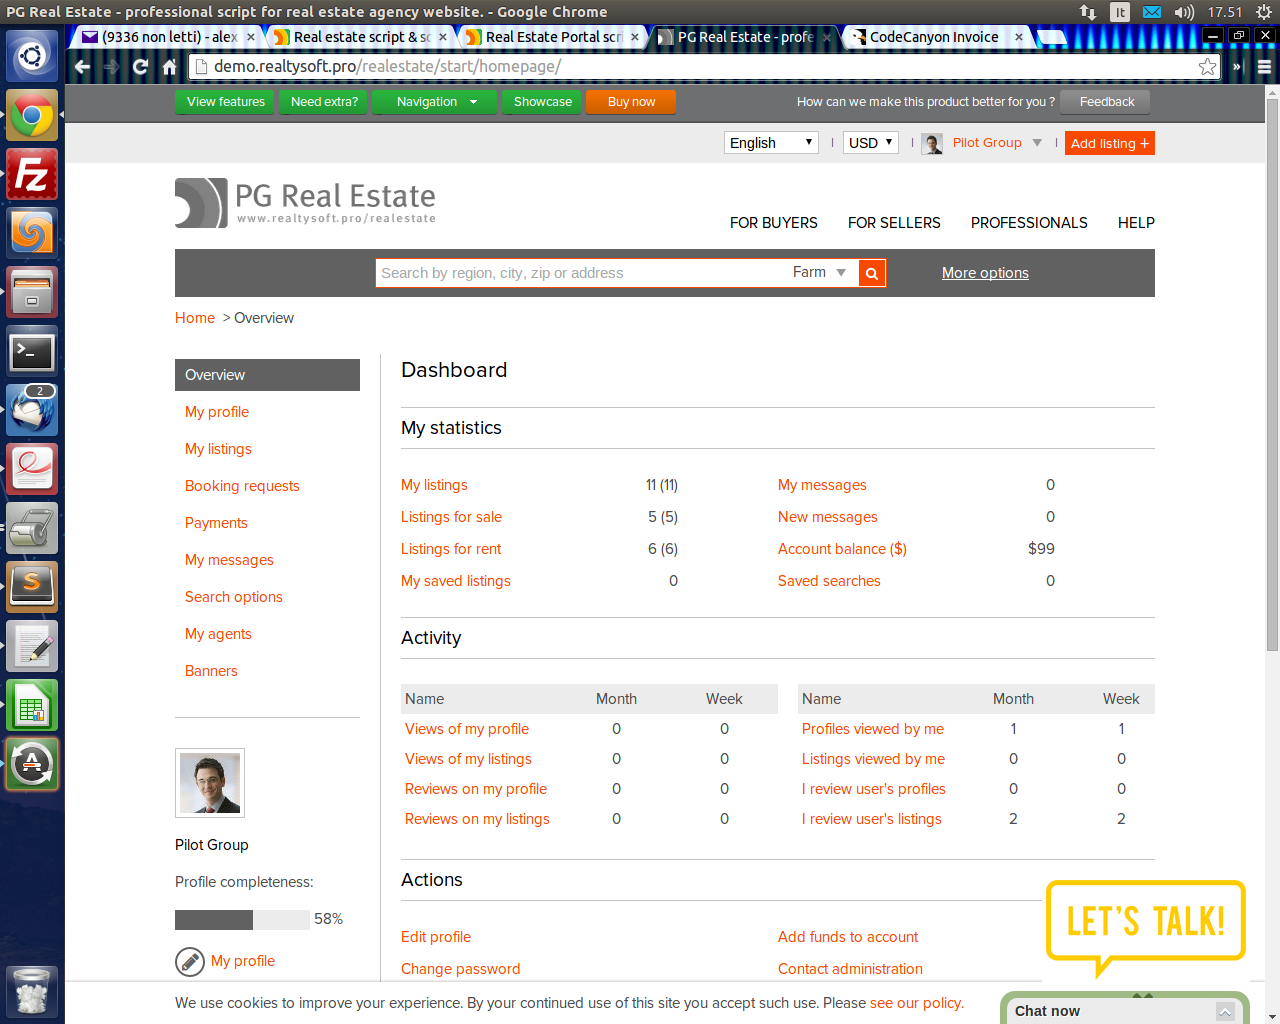 PG Real Estate - professional script for real estate agency website. - Google Chrome
It
17.51
(9336 non letti) - alex
Real estate script & sc
Real Estate Portal scri
PG Real Estate - profe
CodeCanyon Invoice
demo.realtysoft.pro/realestate/start/homepage/
View features
Need extra?
Navigation
Showcase
Buy now
How can we make this product better for you ?
Feedback
English
USD
Pilot Group
Add listing +
PG Real Estate
www.realtysoft.pro/realestate
FOR BUYERS
FOR SELLERS
PROFESSIONALS
HELP
Search by region, city, zip or address
Farm
More options
Home > Overview
Overview
My profile
My listings
Booking requests
Payments
My messages
Search options
My agents
Banners
Pilot Group
Profile completeness:
58%
My profile
Dashboard
My statistics
My listings 11 (11)
Listings for sale 5 (5)
Listings for rent 6 (6)
My saved listings 0
My messages 0
New messages 0
Account balance ($) $99
Saved searches 0
Activity
Name Month Week
Views of my profile 0 0
Views of my listings 0 0
Reviews on my profile 0 0
Reviews on my listings 0 0
Name Month Week
Profiles viewed by me 1 1
Listings viewed by me 0 0
I review user's profiles 0 0
I review user's listings 2 2
Actions
Edit profile
Add funds to account
Change password
Contact administration
LET'S TALK!
We use cookies to improve your experience. By your continued use of this site you accept such use. Please see our policy.
Chat now
2